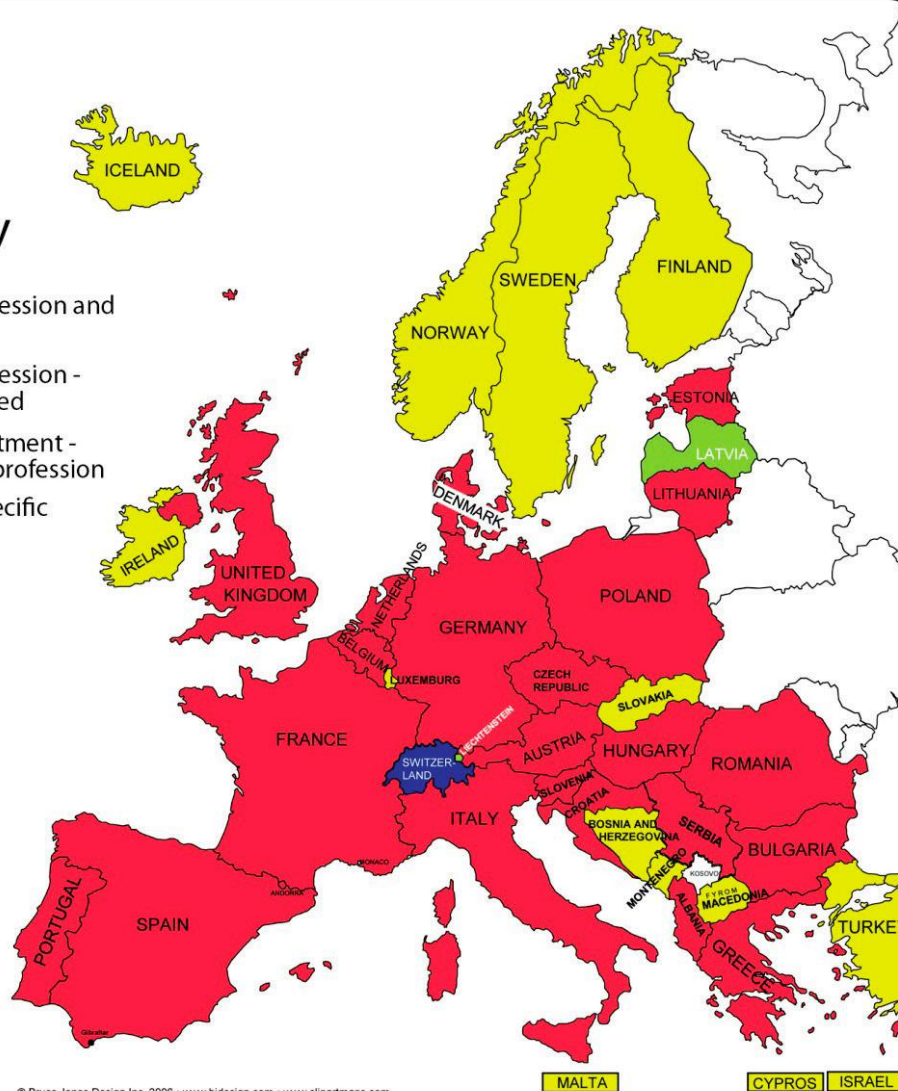 ICELAND
y
ession and
ession -
ed
tment -
profession
ecific
NORWAY
SWEDEN
FINLAND
ESTONIA
LATVIA
LITHUANIA
DENMARK
IRELAND
UNITED
KINGDOM
NETHERLANDS
BELGIUM
LUXEMBURG
GERMANY
POLAND
CZECH
REPUBLIC
SLOVAKIA
LIECHTENSTEIN
FRANCE
SWITZER-
LAND
AUSTRIA
HUNGARY
ROMANIA
SLOVENIA
CROATIA
ITALY
BOSNIA AND
HERZEGOVINA
SERBIA
BULGARIA
MONTENEGRO
KOSOVO
FYROM
MACEDONIA
ALBANIA
GREECE
TURKE
MONACO
ANDORRA
PORTUGAL
SPAIN
Gibraltar
MALTA
CYPROS
ISRAEL